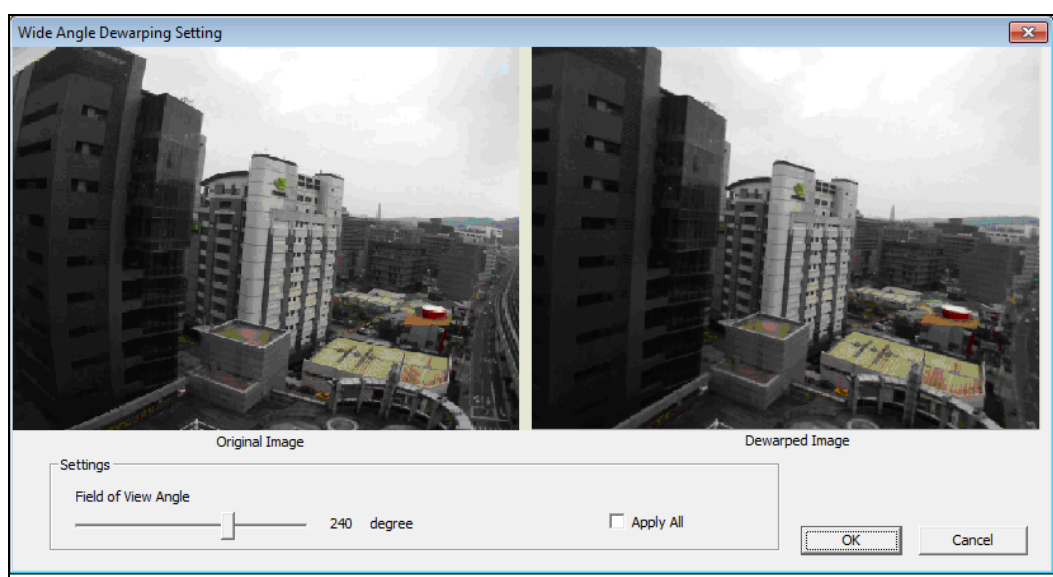 Wide Angle Dewarping Setting
Original Image
Dewarped Image
Settings
Field of View Angle
240 degree
Apply All
OK
Cancel